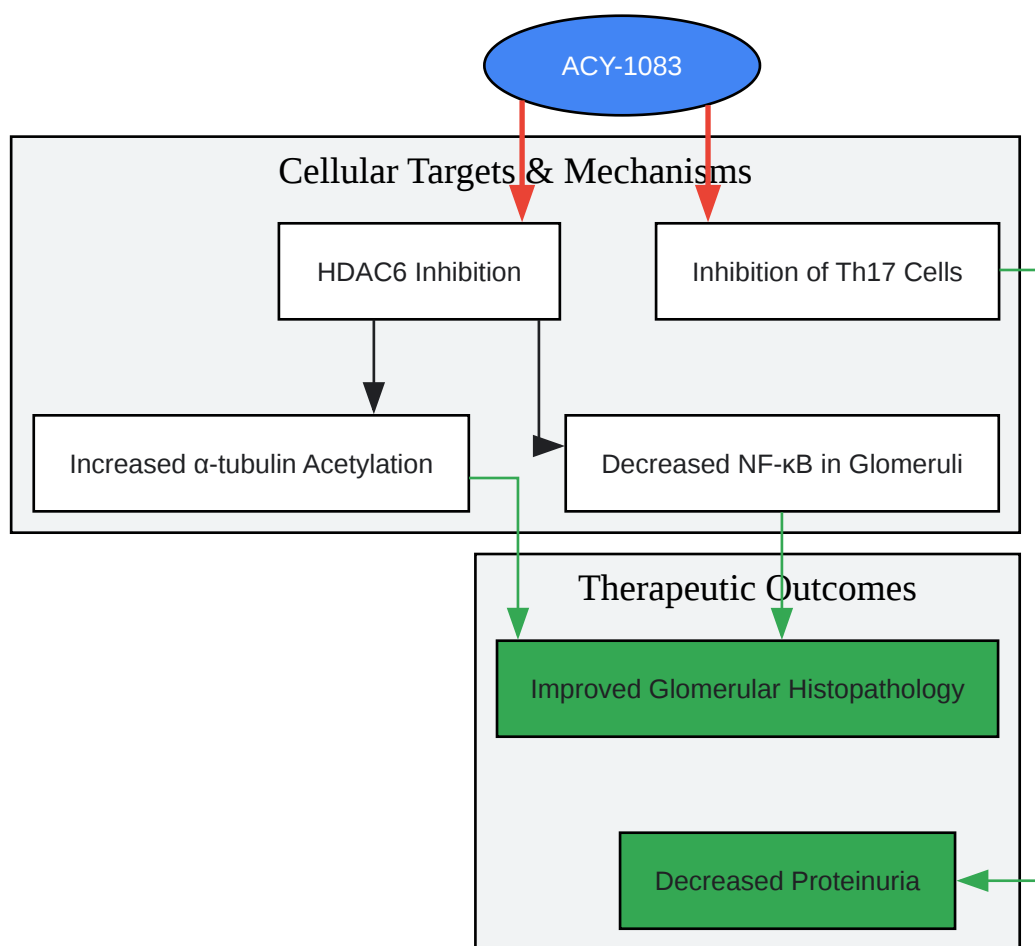 ACY-1083
Cellular Targets & Mechanisms
HDAC6 Inhibition
Inhibition of Th17 Cells
Increased α-tubulin Acetylation
Decreased NF-κB in Glomeruli
Therapeutic Outcomes
Improved Glomerular Histopathology
Decreased Proteinuria